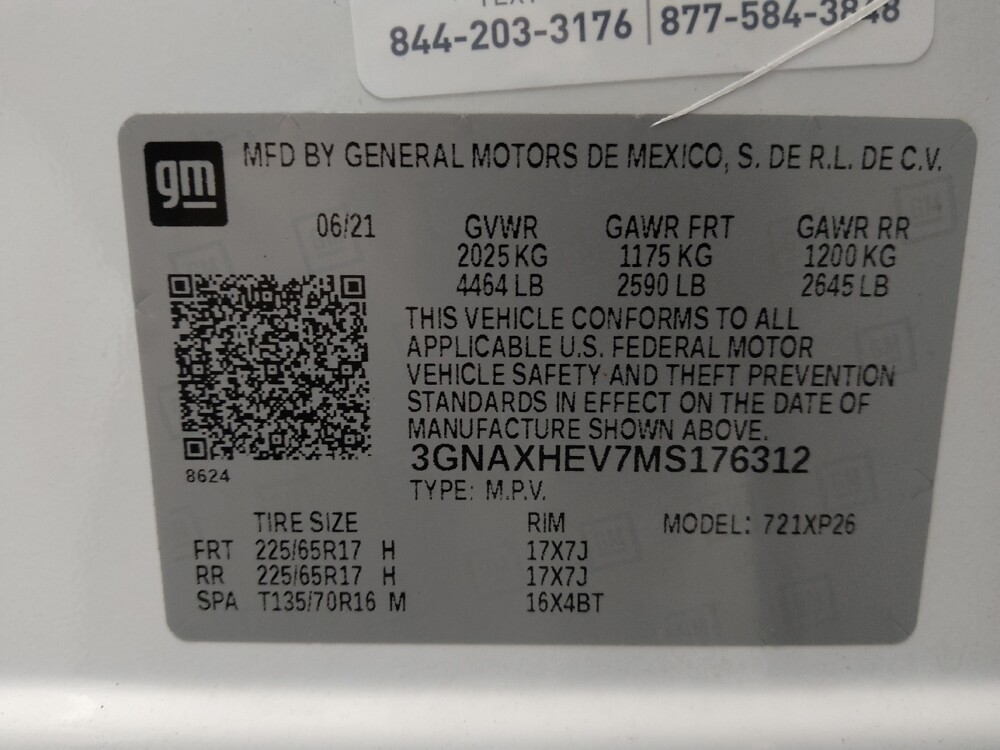 844-203-3176 | 877-584-3848
gm MFD BY GENERAL MOTORS DE MEXICO, S. DE R.L. DE C.V.
06/21 GVWR GAWR FRT GAWR RR
2025 KG 1175 KG 1200 KG
4464 LB 2590 LB 2645 LB
THIS VEHICLE CONFORMS TO ALL
APPLICABLE U.S. FEDERAL MOTOR
VEHICLE SAFETY AND THEFT PREVENTION
STANDARDS IN EFFECT ON THE DATE OF
MANUFACTURE SHOWN ABOVE.
3GNAXHEV7MS176312
8624
TYPE: M.P.V.
TIRE SIZE RIM MODEL: 721XP26
FRT 225/65R17 H 17X7J
RR 225/65R17 H 17X7J
SPA T135/70R16 M 16X4BT